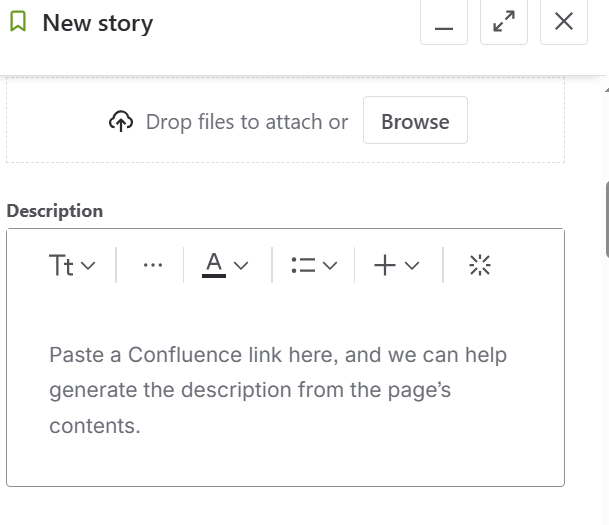 New story
Drop files to attach or Browse
Description
Tt A
Paste a Confluence link here, and we can help
generate the description from the page’s
contents.